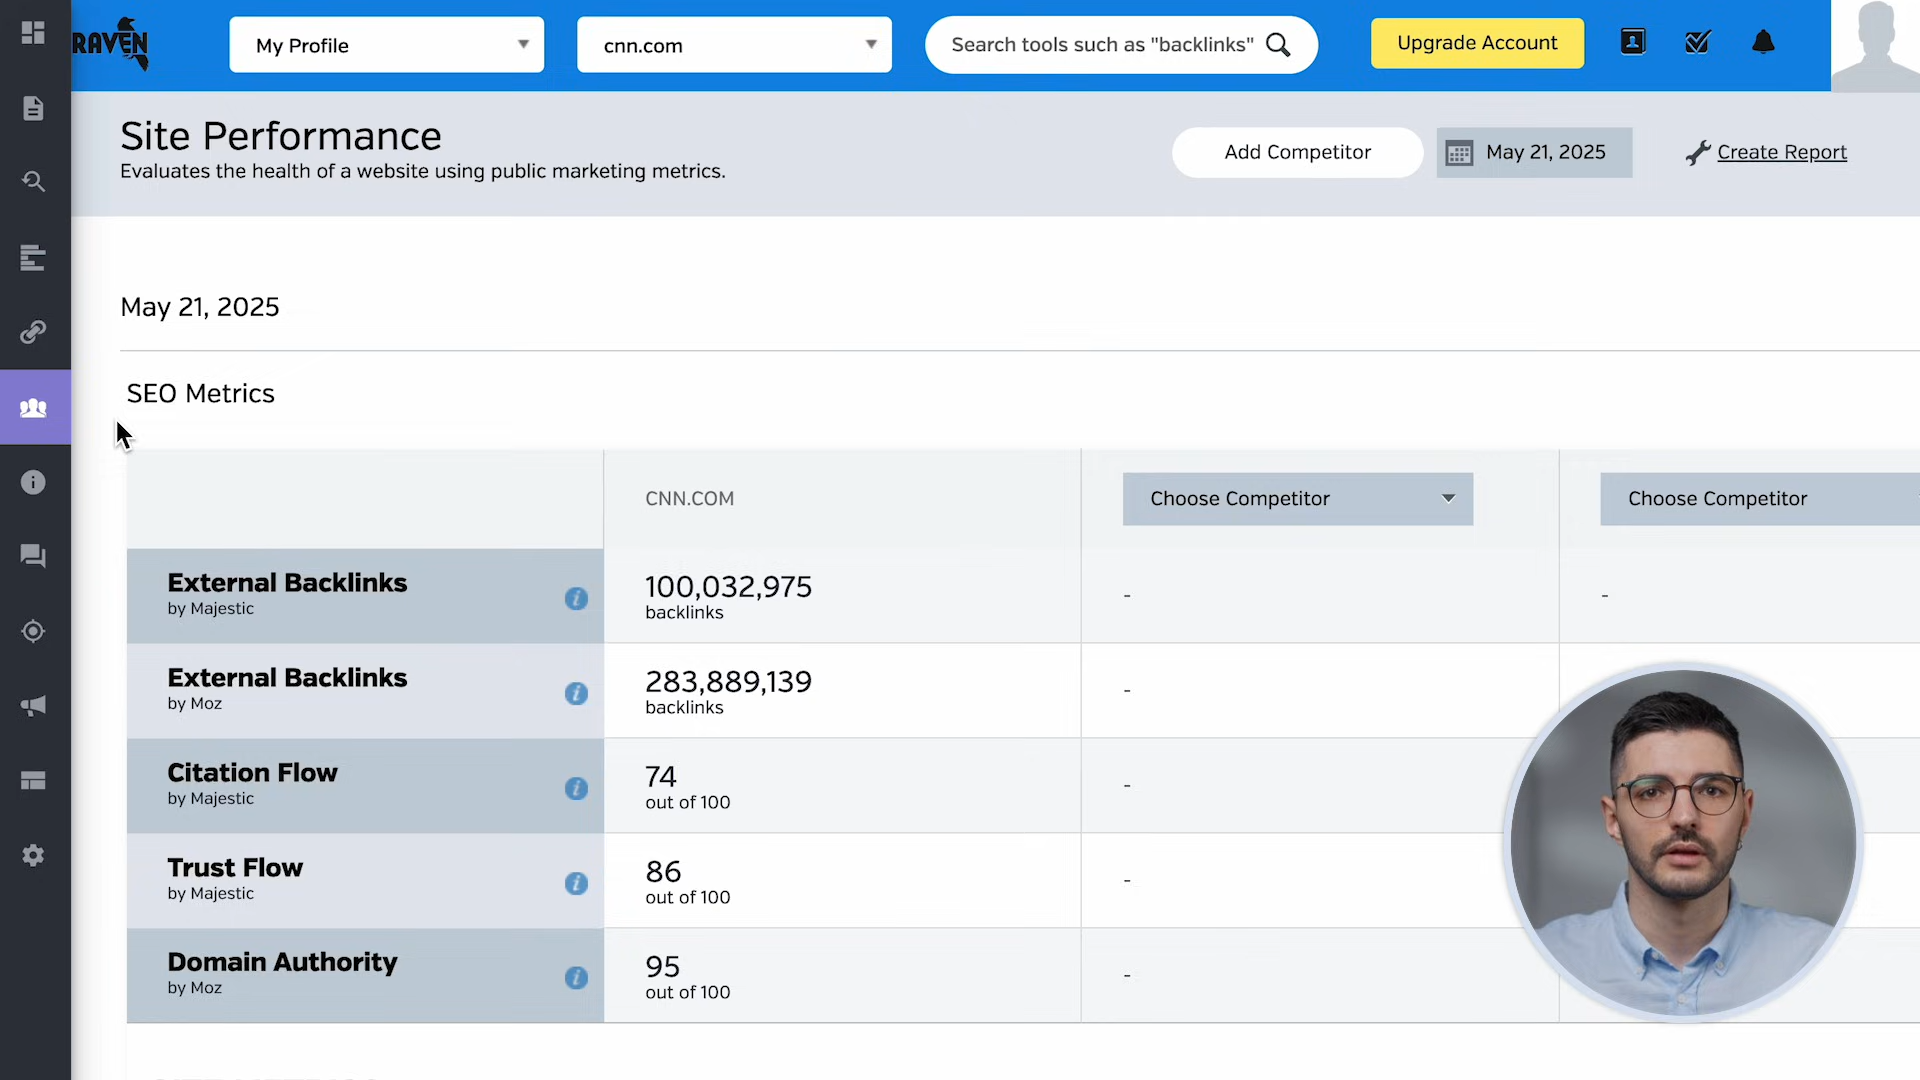 RAVEN
My Profile
cnn.com
Search tools such as "backlinks"
Upgrade Account
Site Performance
Evaluates the health of a website using public marketing metrics.
Add Competitor
May 21, 2025
Create Report
May 21, 2025
SEO Metrics
CNN.COM
Choose Competitor
Choose Competitor
External Backlinks
by Majestic
100,032,975
backlinks
-
-
External Backlinks
by Moz
283,889,139
backlinks
-
Citation Flow
by Majestic
74
out of 100
-
Trust Flow
by Majestic
86
out of 100
-
Domain Authority
by Moz
95
out of 100
-